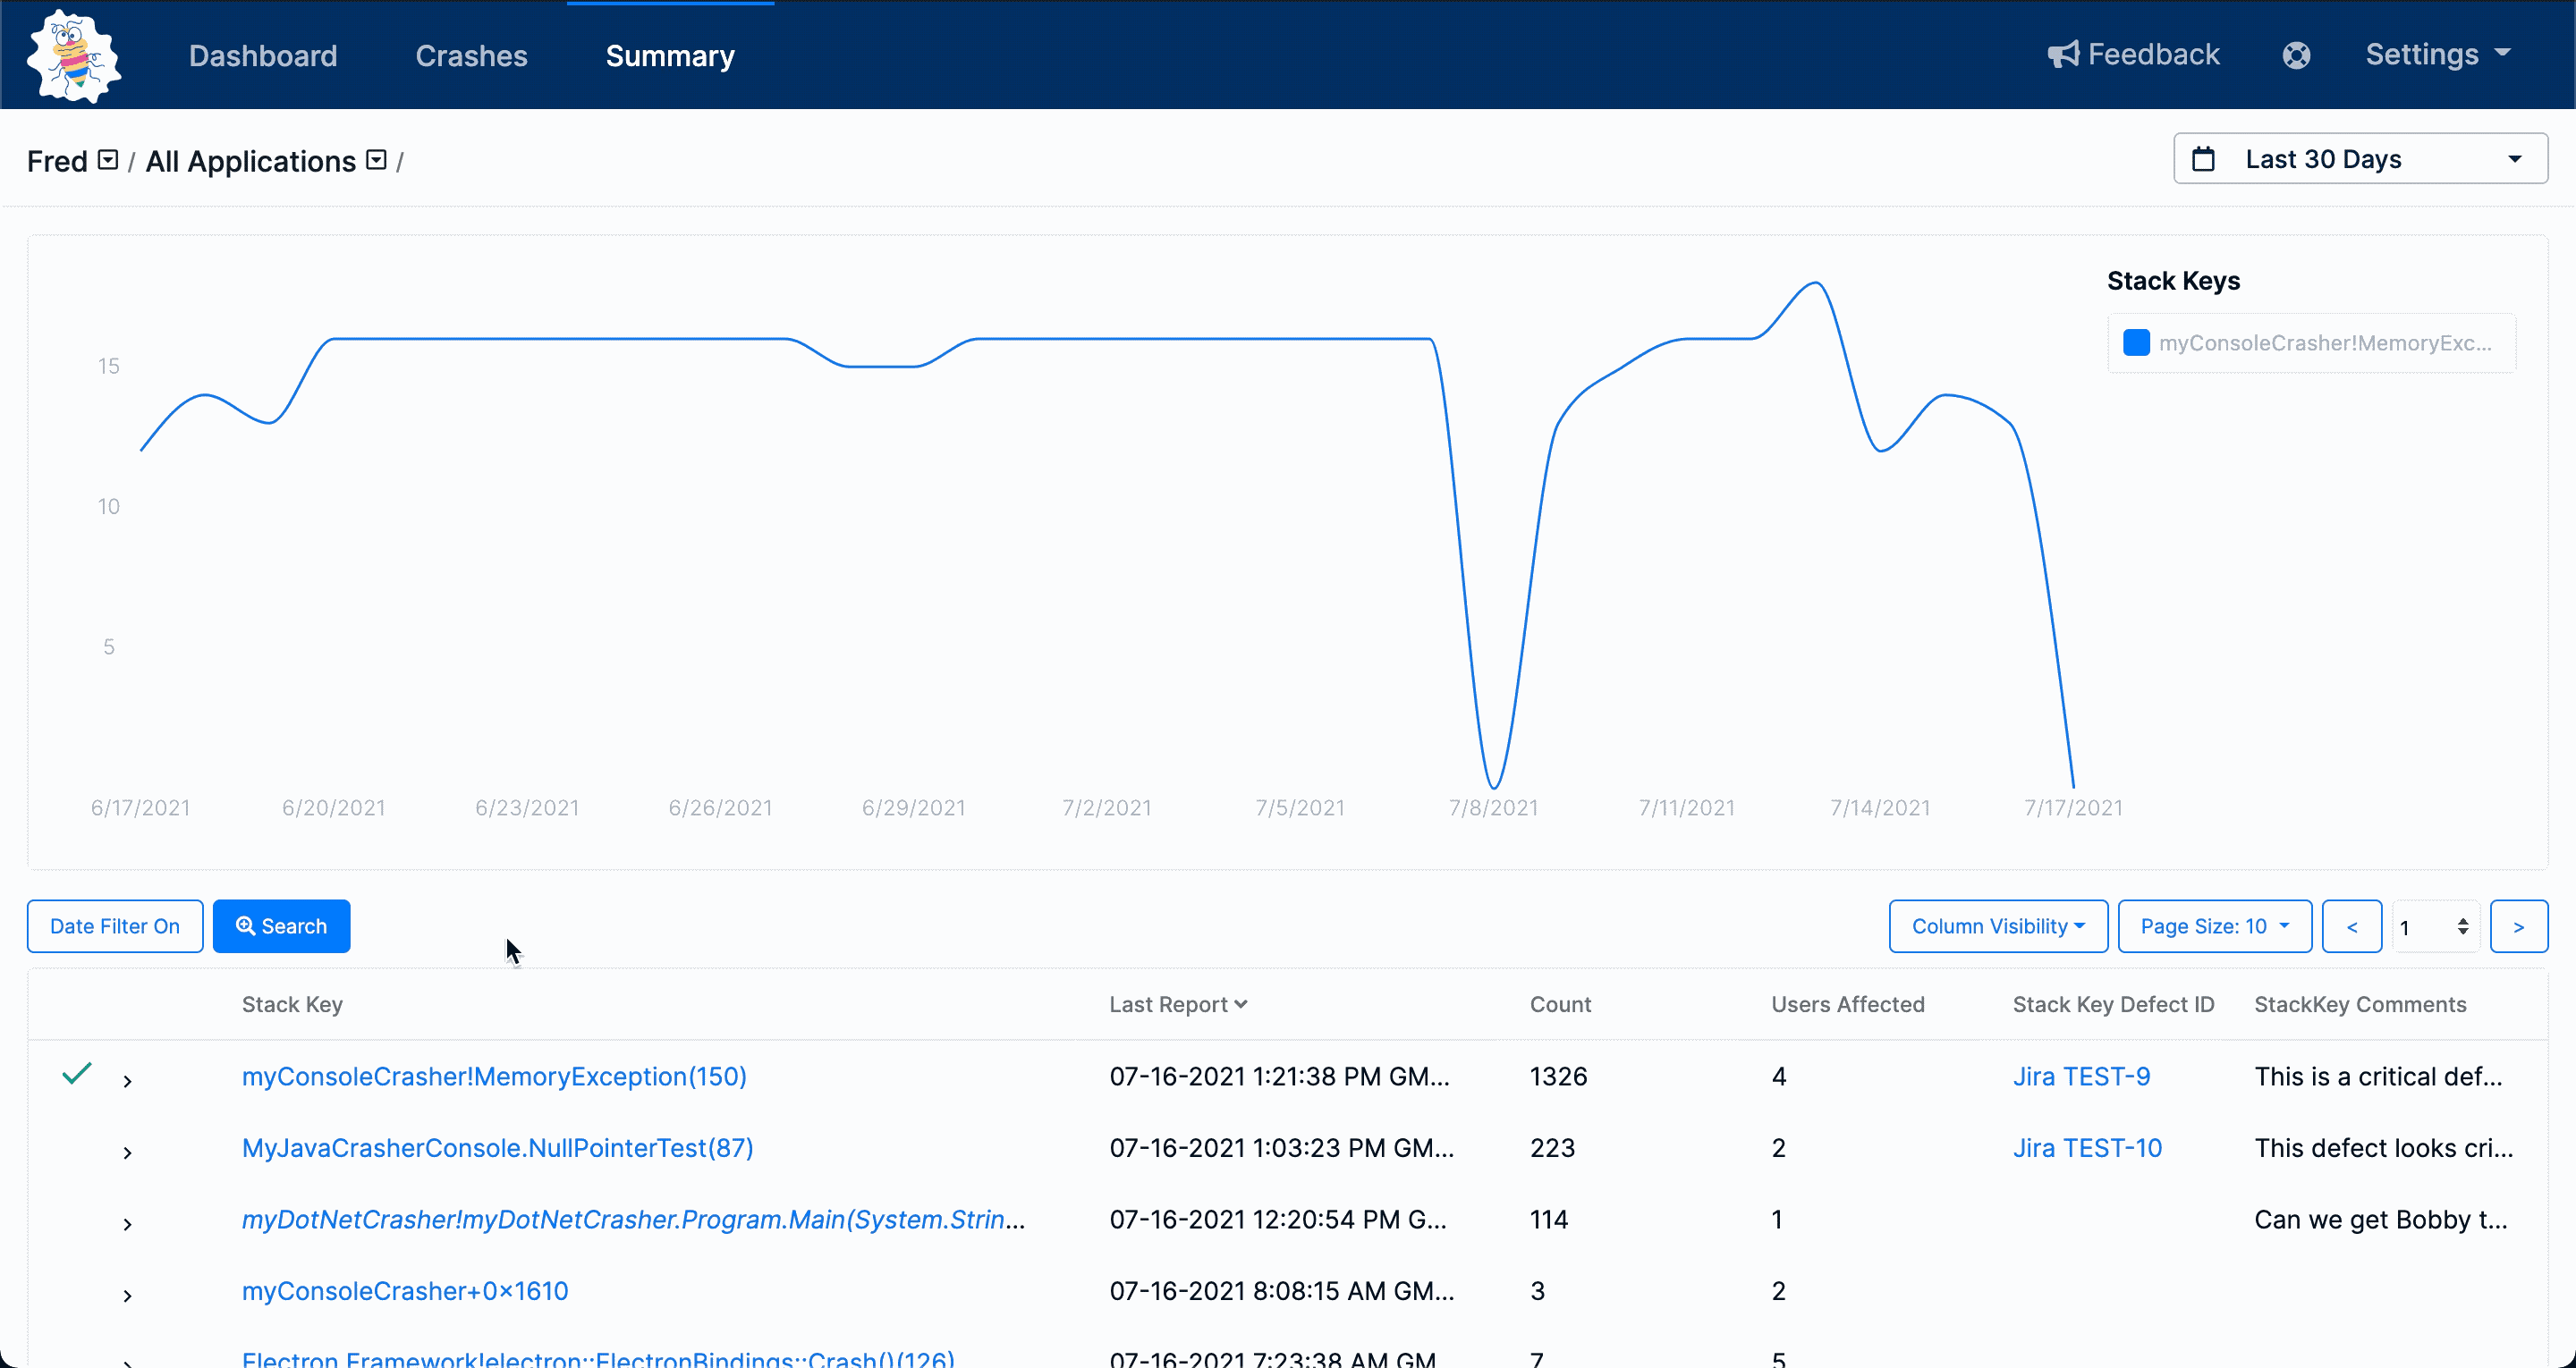 Dashboard Crashes Summary Feedback Settings
Fred / All Applications /
Last 30 Days
Stack Keys
myConsoleCrasher!MemoryExc...
15
10
5
6/17/2021 6/20/2021 6/23/2021 6/26/2021 6/29/2021 7/2/2021 7/5/2021 7/8/2021 7/11/2021 7/14/2021 7/17/2021
Date Filter On Search Column Visibility Page Size: 10 < 1 >
Stack Key Last Report Count Users Affected Stack Key Defect ID StackKey Comments
myConsoleCrasher!MemoryException(150) 07-16-2021 1:21:38 PM GM... 1326 4 Jira TEST-9 This is a critical def...
MyJavaCrasherConsole.NullPointerTest(87) 07-16-2021 1:03:23 PM GM... 223 2 Jira TEST-10 This defect looks cri...
myDotNetCrasher!myDotNetCrasher.Program.Main(System.Strin... 07-16-2021 12:20:54 PM G... 114 1 Can we get Bobby t...
myConsoleCrasher+0x1610 07-16-2021 8:08:15 AM GM... 3 2
Electron Framework!electron::ElectronBindings::Crash()(126) 07-16-2021 7:23:38 AM GM 7 5